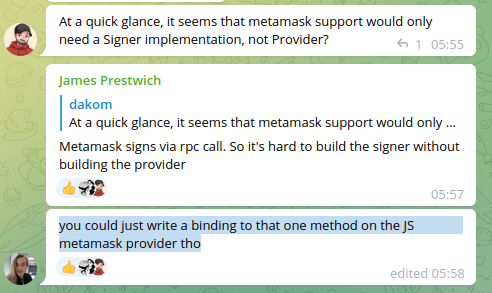 At a quick glance, it seems that metamask support would only
need a Signer implementation, not Provider?
1 05:55
James Prestwich
dakom
At a quick glance, it seems that metamask support would only ...
Metamask signs via rpc call. So it's hard to build the signer without
building the provider
05:57
you could just write a binding to that one method on the JS
metamask provider tho
edited 05:58